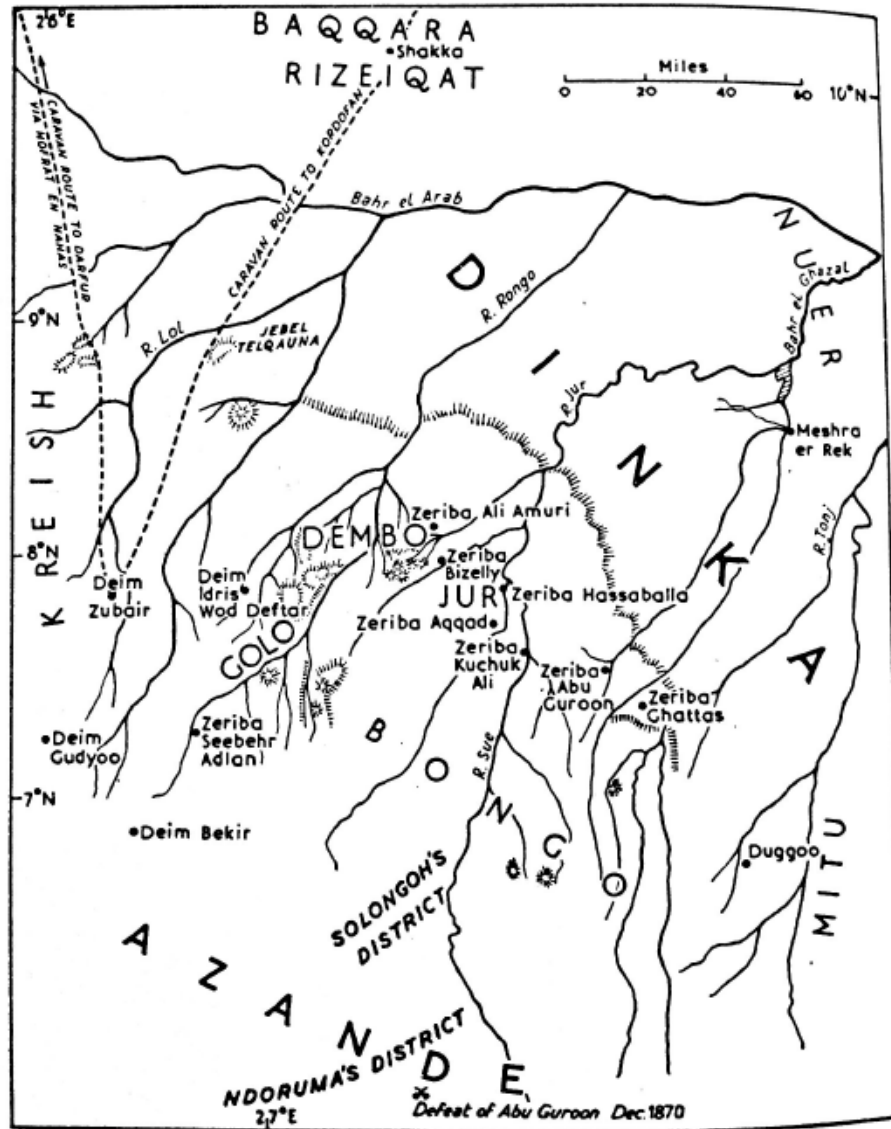 26°E
BAQQARA
Shakka
RIZEIQAT
Miles
0 20 40 60
10°N
CARAVAN ROUTE TO DARFUR
VIA HOFRAT EN NAHAS
CARAVAN ROUTE TO KORDOFAN
Bahr el Arab
NUER
Bahr el Ghazal
DINKA
R. Rongo
9°N
R. Lol
JEBEL
TELQAUNA
R. Jur
KREISH
Meshra
er Rek
R. Tonj
Zeriba Ali Amuri
DEMBO
8°N
Zeriba
Bizelly
Deim
Zubair
Deim
Idris
Wod Deftar
JUR
Zeriba Hassaballa
Zeriba Aqqad
GOLO
Zeriba
Kuchuk
Ali
Zeriba
Abu
Guroon
Zeriba
Ghattas
Deim
Gudyoo
Zeriba
Seebehr
Adlan
BONGO
R. Sue
7°N
Deim Bekir
Duggoo
MITU
SOLONGOH'S
DISTRICT
AZANDE
NDORUMA'S DISTRICT
27°E
Defeat of Abu Guroon Dec. 1870